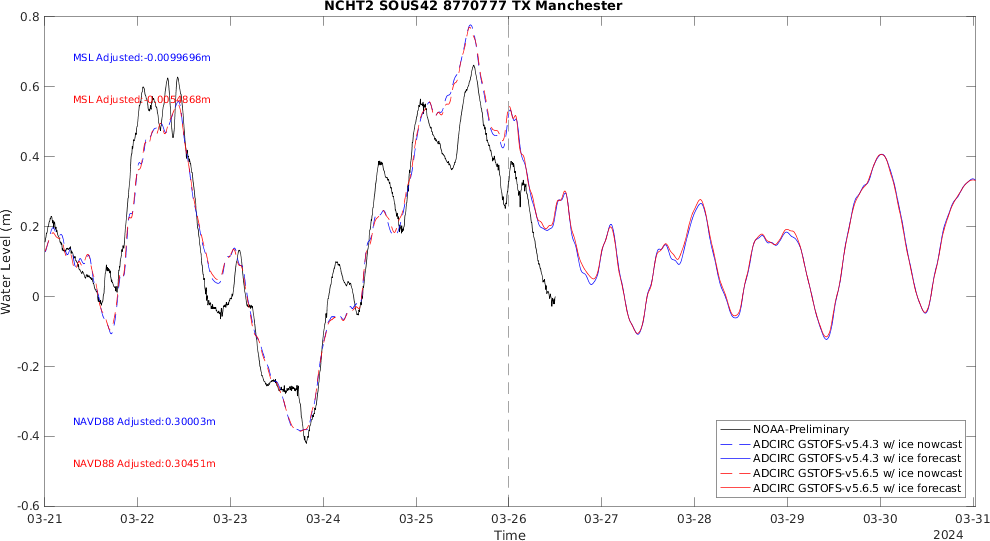 NCHT2 SOUS42 8770777 TX Manchester
0.8
0.6
0.4
0.2
0
-0.2
-0.4
-0.6
Water Level (m)
MSL Adjusted:-0.0099696m
MSL Adjusted:-0.0054868m
NAVD88 Adjusted:0.30003m
NAVD88 Adjusted:0.30451m
NOAA-Preliminary
ADCIRC GSTOFS-v5.4.3 w/ ice nowcast
ADCIRC GSTOFS-v5.4.3 w/ ice forecast
ADCIRC GSTOFS-v5.6.5 w/ ice nowcast
ADCIRC GSTOFS-v5.6.5 w/ ice forecast
03-21 03-22 03-23 03-24 03-25 03-26 03-27 03-28 03-29 03-30 03-31
Time
2024